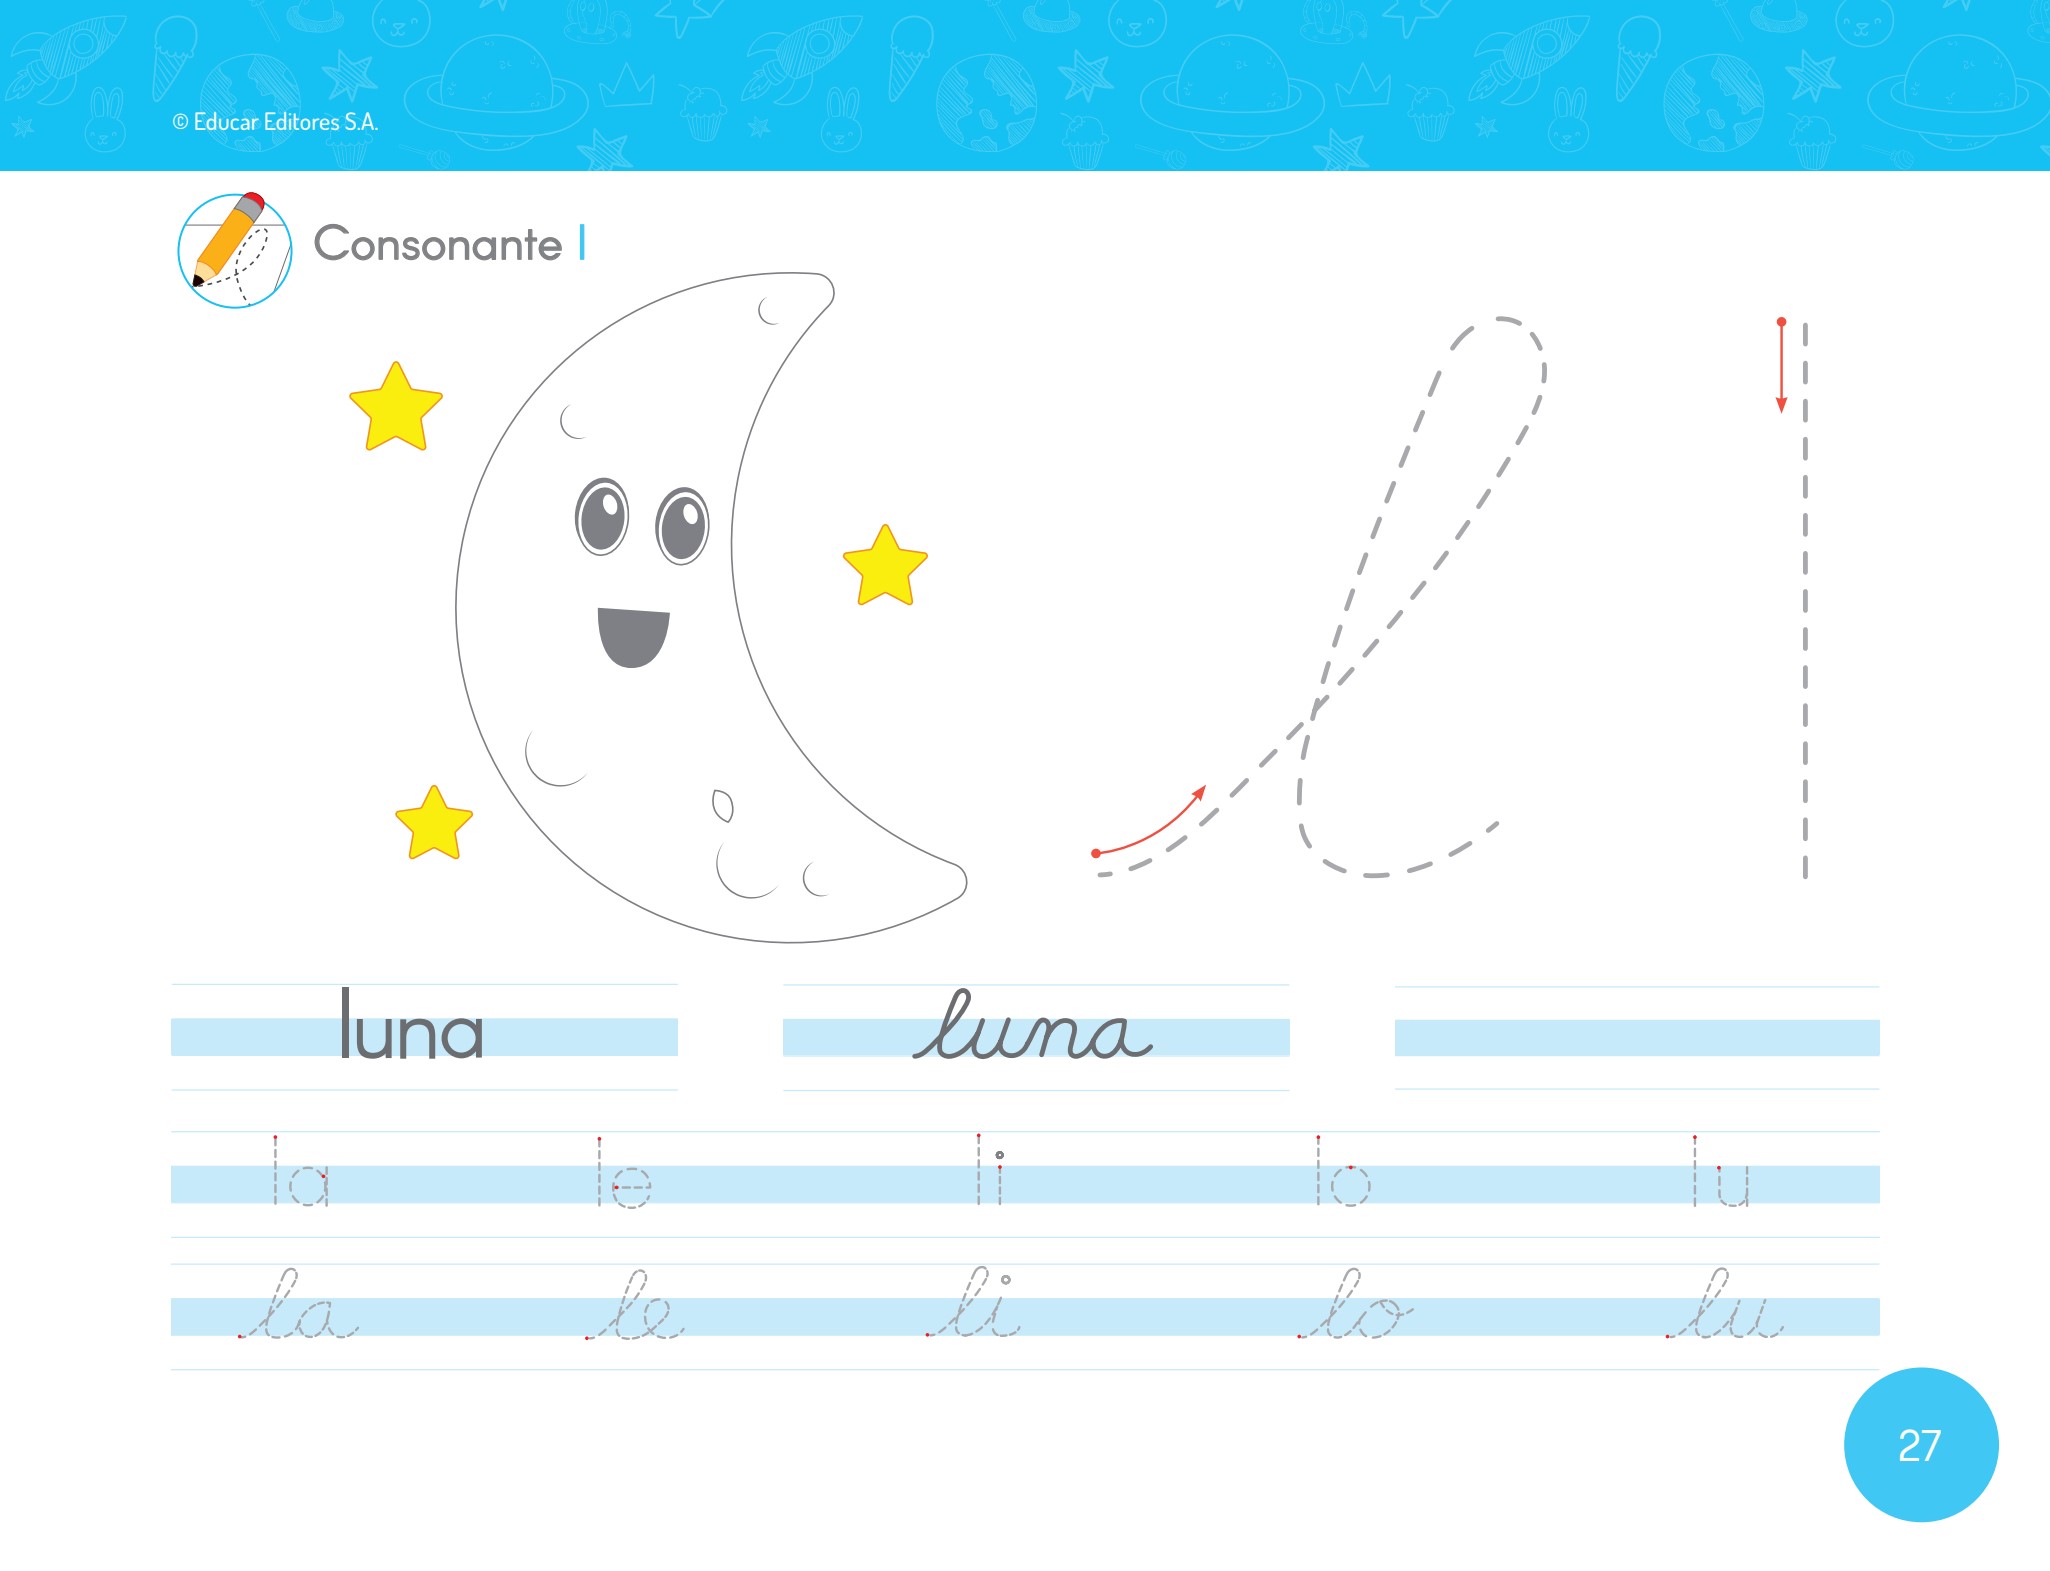 © Educar Editores S.A.
Consonante l
l l
luna luna
la le li lo lu
la le li lo lu
27